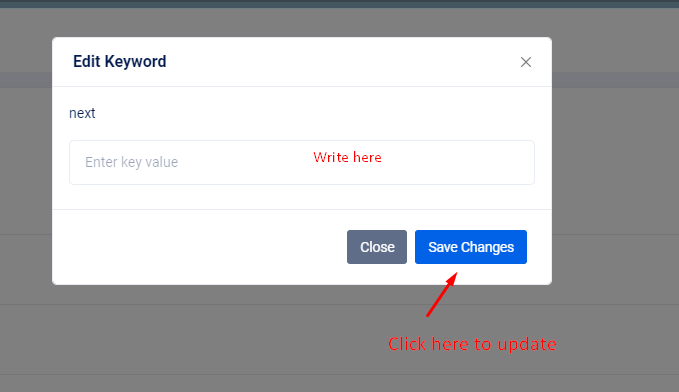 Edit Keyword
next
Enter key value
Write here
Close
Save Changes
Click here to update